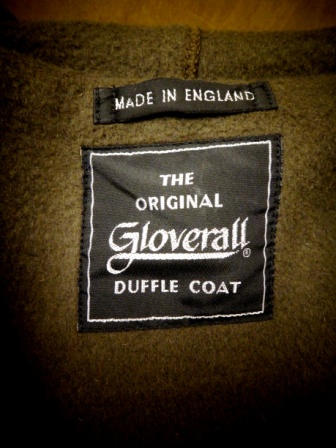 MADE IN ENGLAND
THE
ORIGINAL
Gloverall®
DUFFLE COAT